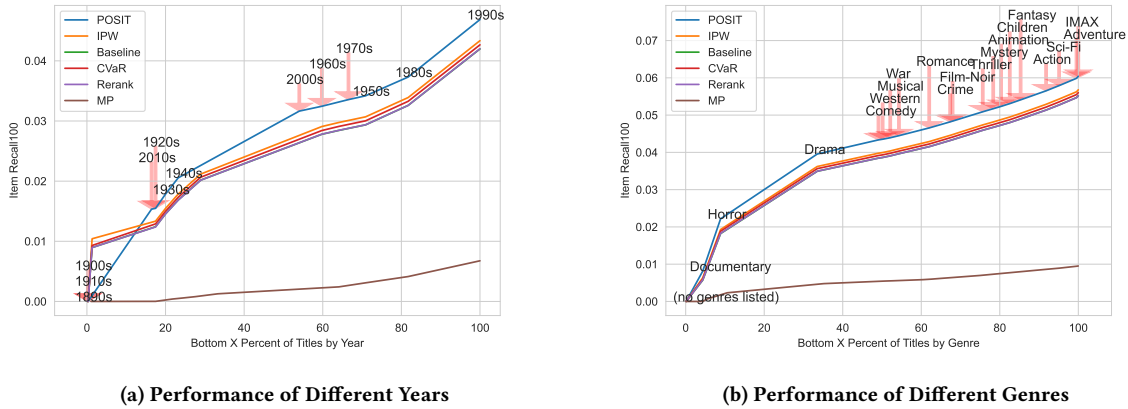 POSIT
IPW
Baseline
CVaR
Rerank
MP
1990s
1970s
1960s
2000s
1980s
1950s
1920s
2010s
1940s
1930s
1900s
1910s
1890s
0.04
0.03
0.02
0.01
0.00
Item Recall100
0 20 40 60 80 100
Bottom X Percent of Titles by Year
(a) Performance of Different Years
POSIT
IPW
Baseline
CVaR
Rerank
MP
Fantasy
IMAX
Children
Adventure
Animation
Sci-Fi
Mystery
Action
Thriller
Romance
War
Film-Noir
Musical
Crime
Western
Comedy
Drama
Horror
Documentary
(no genres listed)
0.07
0.06
0.05
0.04
0.03
0.02
0.01
0.00
Item Recall100
0 20 40 60 80 100
Bottom X Percent of Titles by Genre
(b) Performance of Different Genres